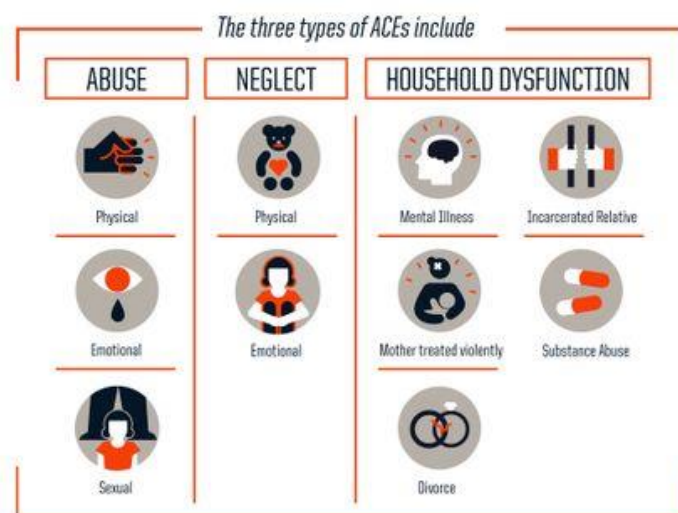 The three types of ACEs include
ABUSE
NEGLECT
HOUSEHOLD DYSFUNCTION
Physical
Physical
Mental Illness
Incarcerated Relative
Emotional
Emotional
Mother treated violently
Substance Abuse
Sexual
Divorce